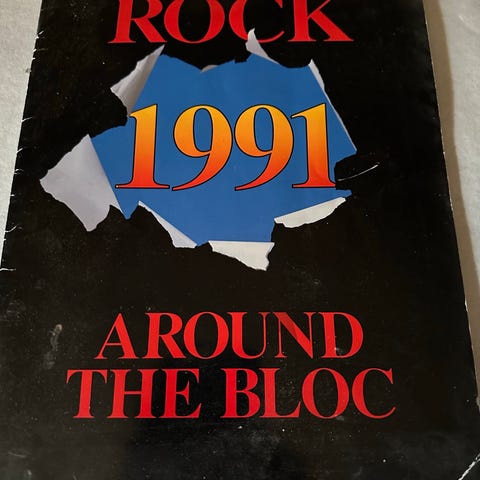 ROCK
1991
AROUND
THE BLOC